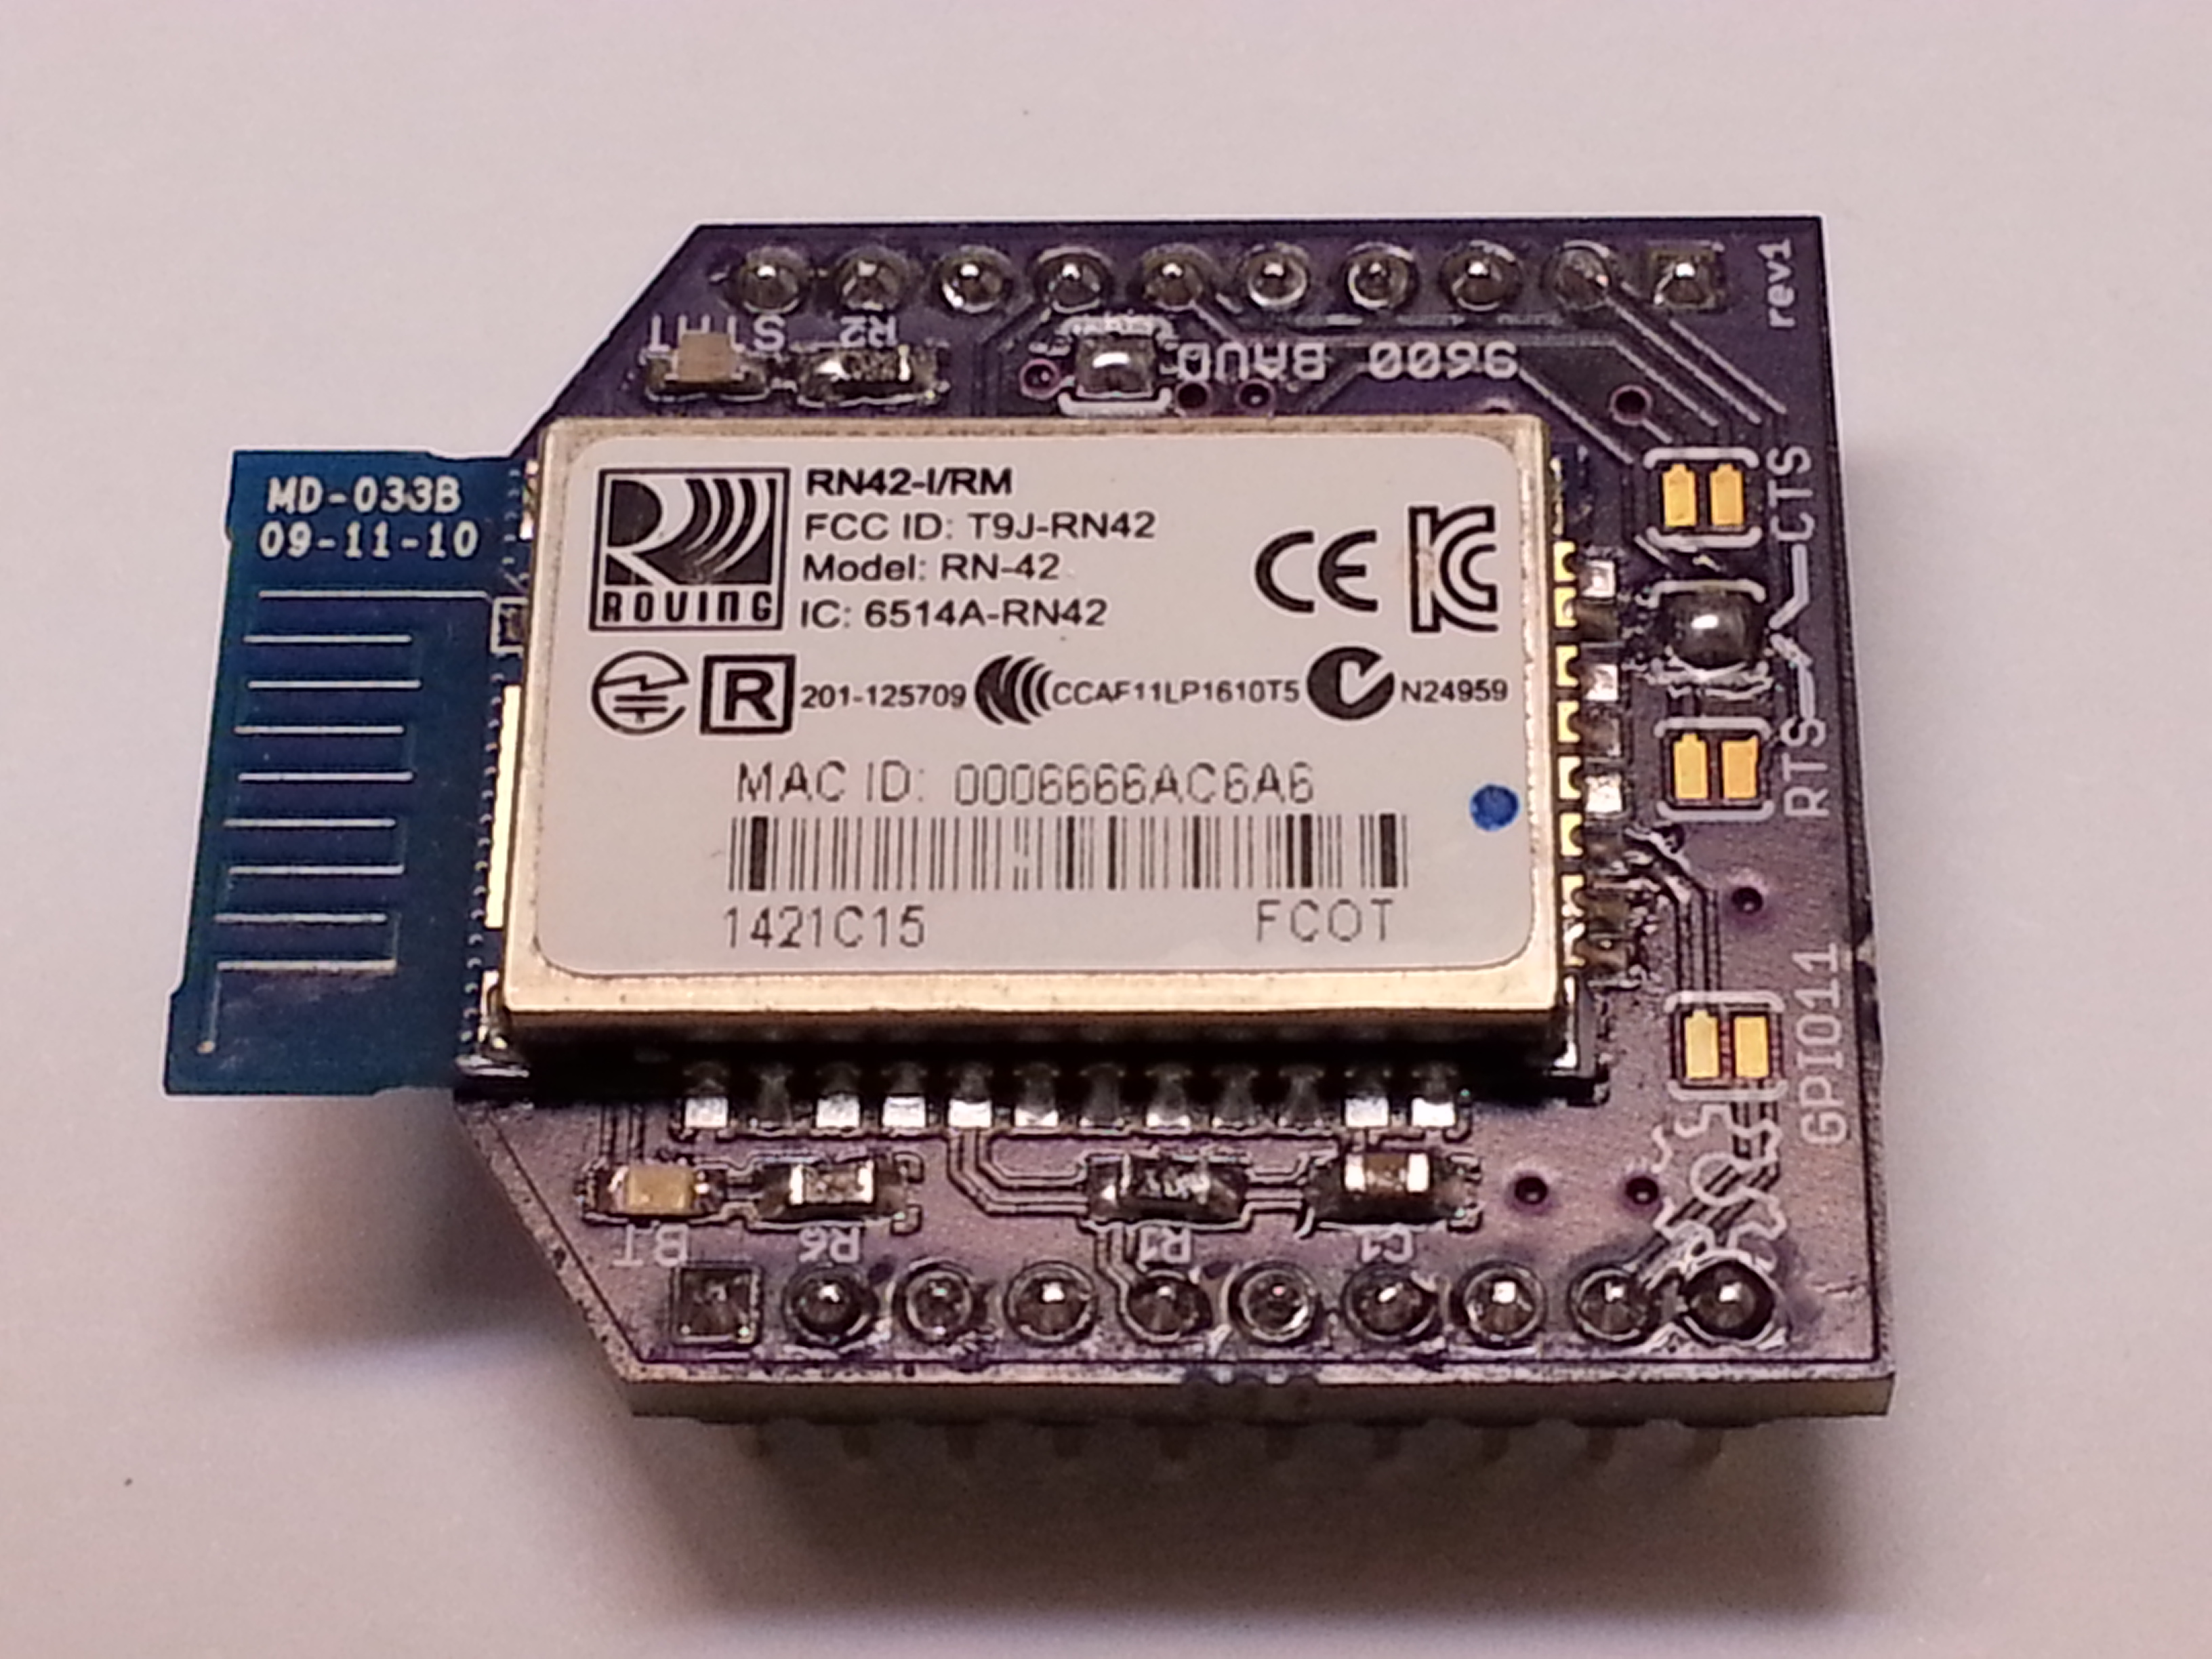 rev1
STAT
R2
9600 BAUD
CTS
MD-033B
09-11-10
ROVING
RN42-I/RM
FCC ID: T9J-RN42
Model: RN-42
IC: 6514A-RN42
CE
R 201-125709 CCAF11LP1610T5 N24959
RTS
MAC ID: 0006666AC6A6
1421C15 FCOT
GPIO11
BT
R6
R1
C1